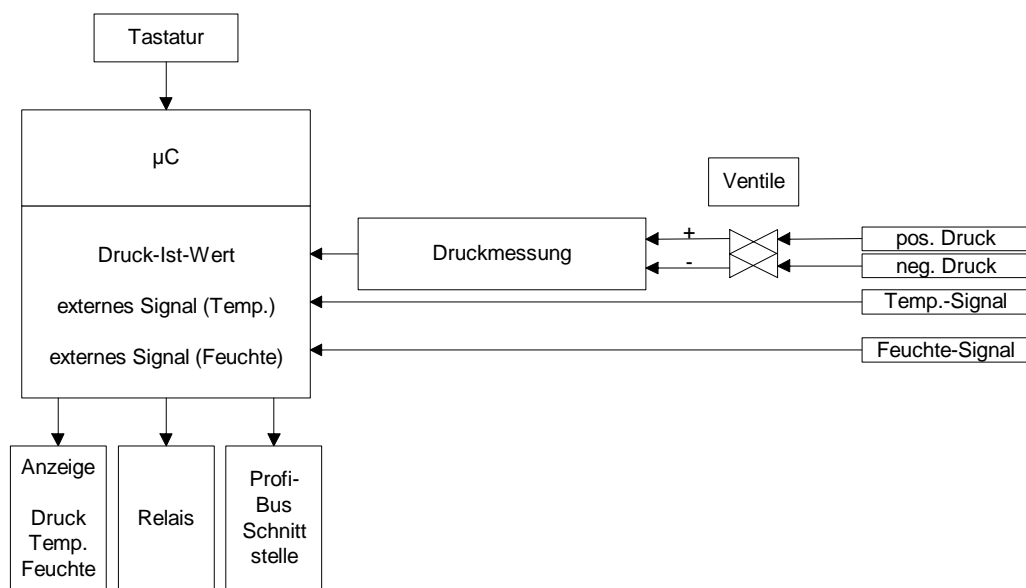 Tastatur
µC
Ventile
Druck-Ist-Wert
Druckmessung
+
-
pos. Druck
neg. Druck
externes Signal (Temp.)
Temp.-Signal
externes Signal (Feuchte)
Feuchte-Signal
Anzeige
Druck
Temp.
Feuchte
Relais
Profi-
Bus
Schnitt
stelle